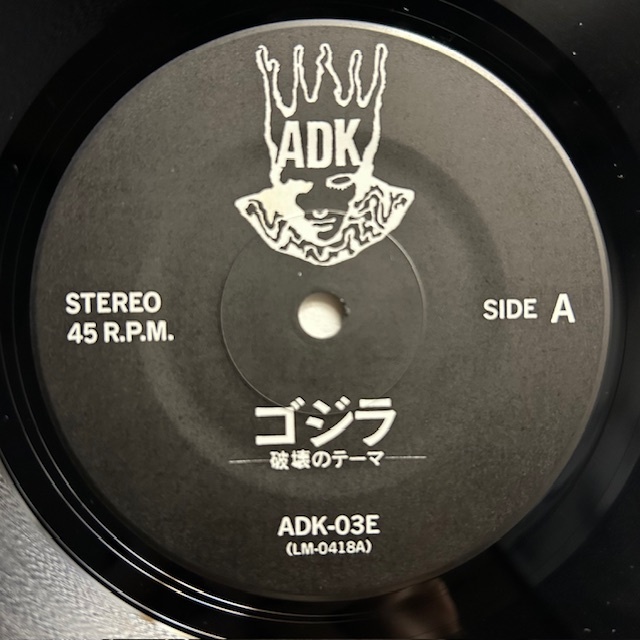 ADK
STEREO
45 R.P.M.
SIDE A
ゴジラ
破壊のテーマ
ADK-03E
(LM-0418A)